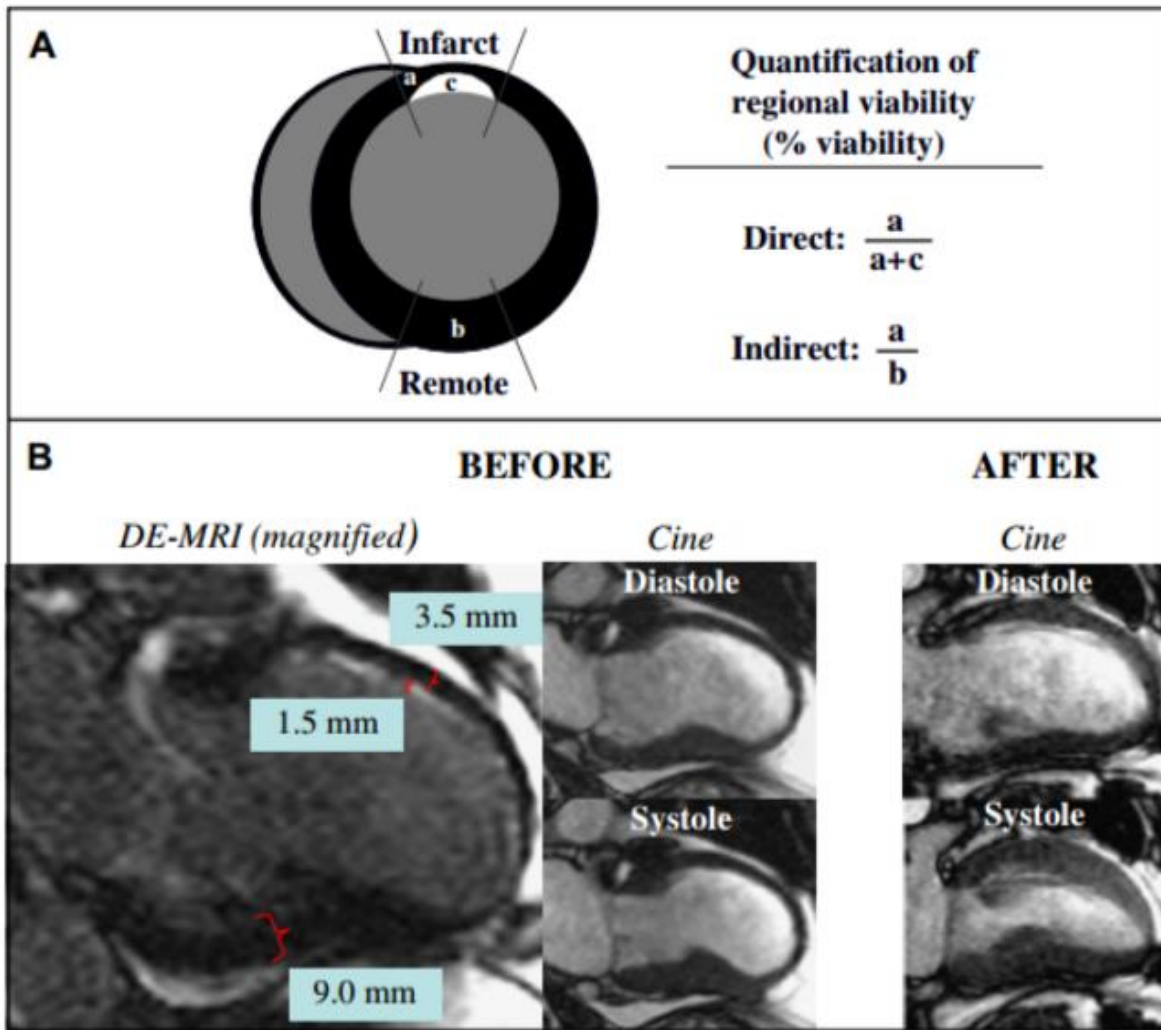 A
Infarct
a
c
b
Remote
Quantification of
regional viability
(% viability)
Direct: a
a+c
Indirect: a
b
B
BEFORE
AFTER
DE-MRI (magnified)
Cine
Cine
3.5 mm
1.5 mm
9.0 mm
Diastole
Systole
Diastole
Systole